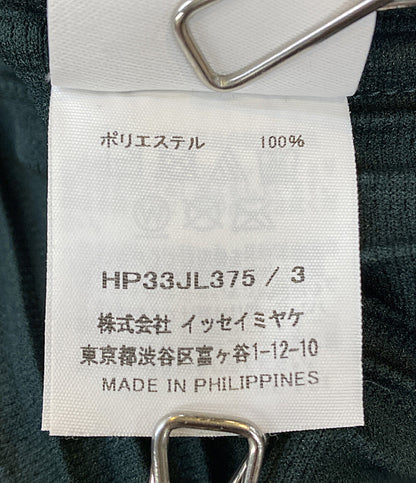 ポリエステル 100%
HP33JL375 / 3
株式会社 イッセイミヤケ
東京都渋谷区富ヶ谷1-12-10
MADE IN PHILIPPINES